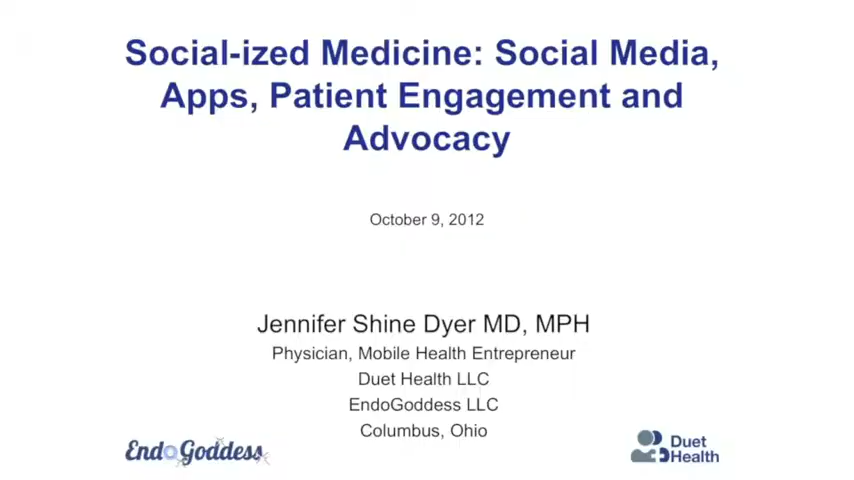 Social-ized Medicine: Social Media,
Apps, Patient Engagement and
Advocacy
October 9, 2012
Jennifer Shine Dyer MD, MPH
Physician, Mobile Health Entrepreneur
Duet Health LLC
EndoGoddess LLC
Columbus, Ohio
EndoGoddess
Duet
Health